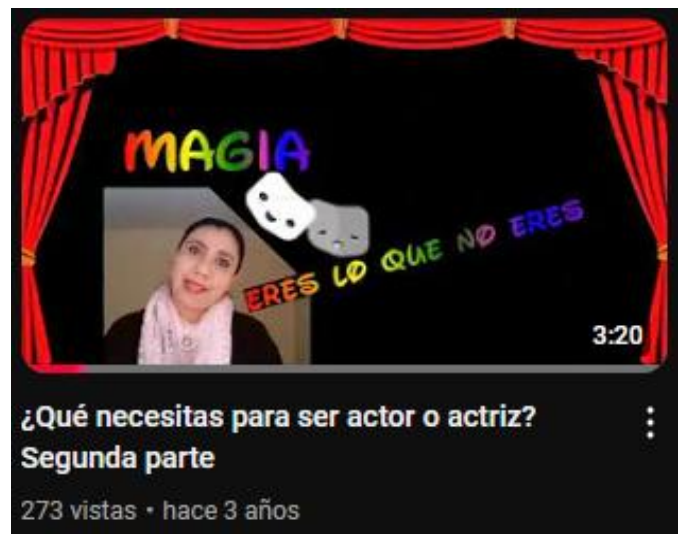 MAGIA
ERES LO QUE NO ERES
3:20
¿Qué necesitas para ser actor o actriz?
Segunda parte
273 vistas • hace 3 años